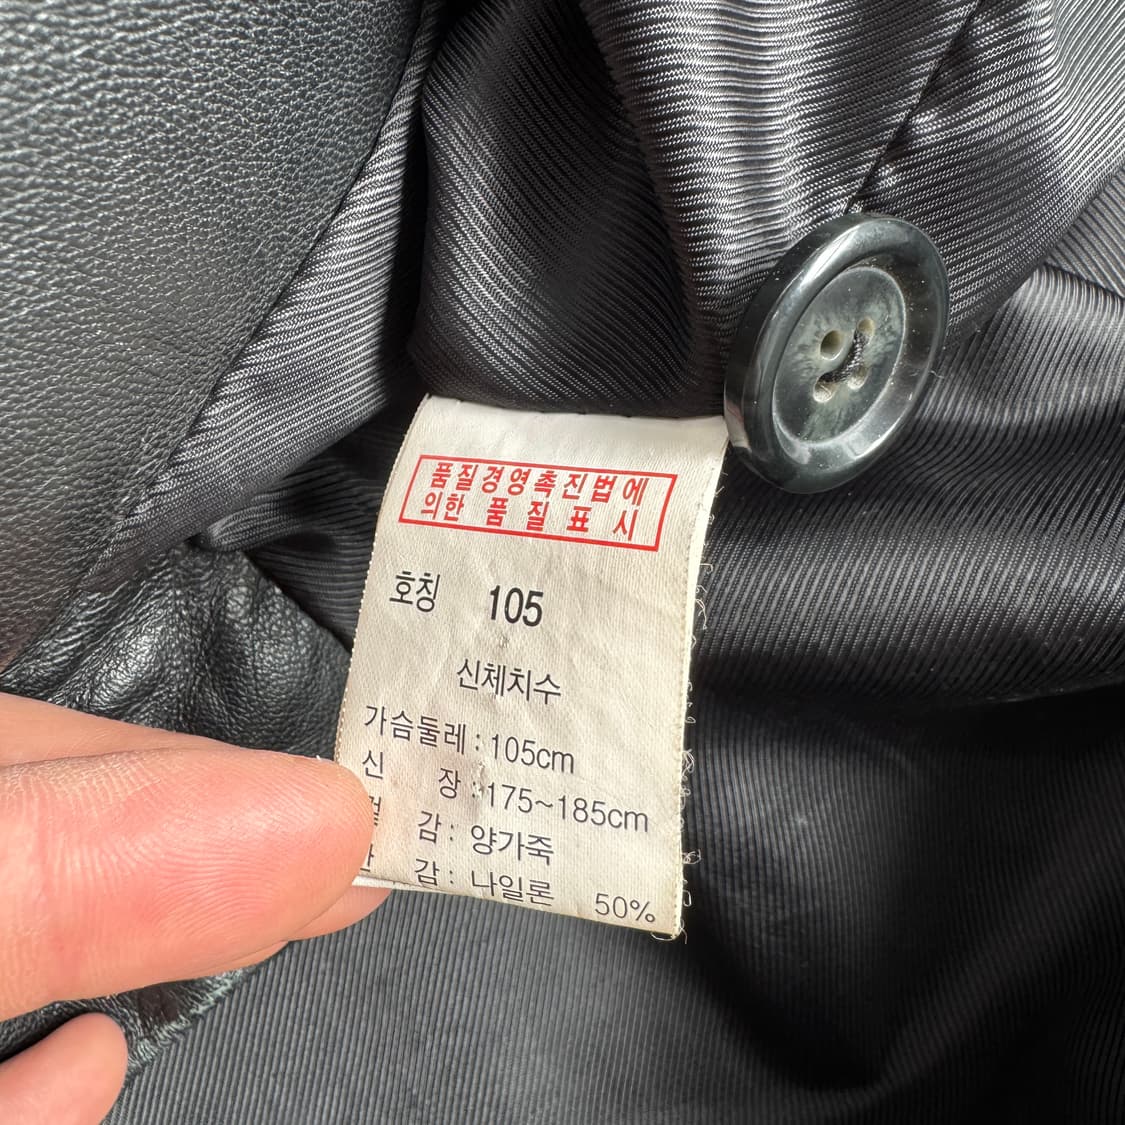 품질경영촉진법에
의한 품질표시
호칭 105
신체치수
가슴둘레 : 105cm
신 장 : 175~185cm
감 : 양가죽
감 : 나일론 50%